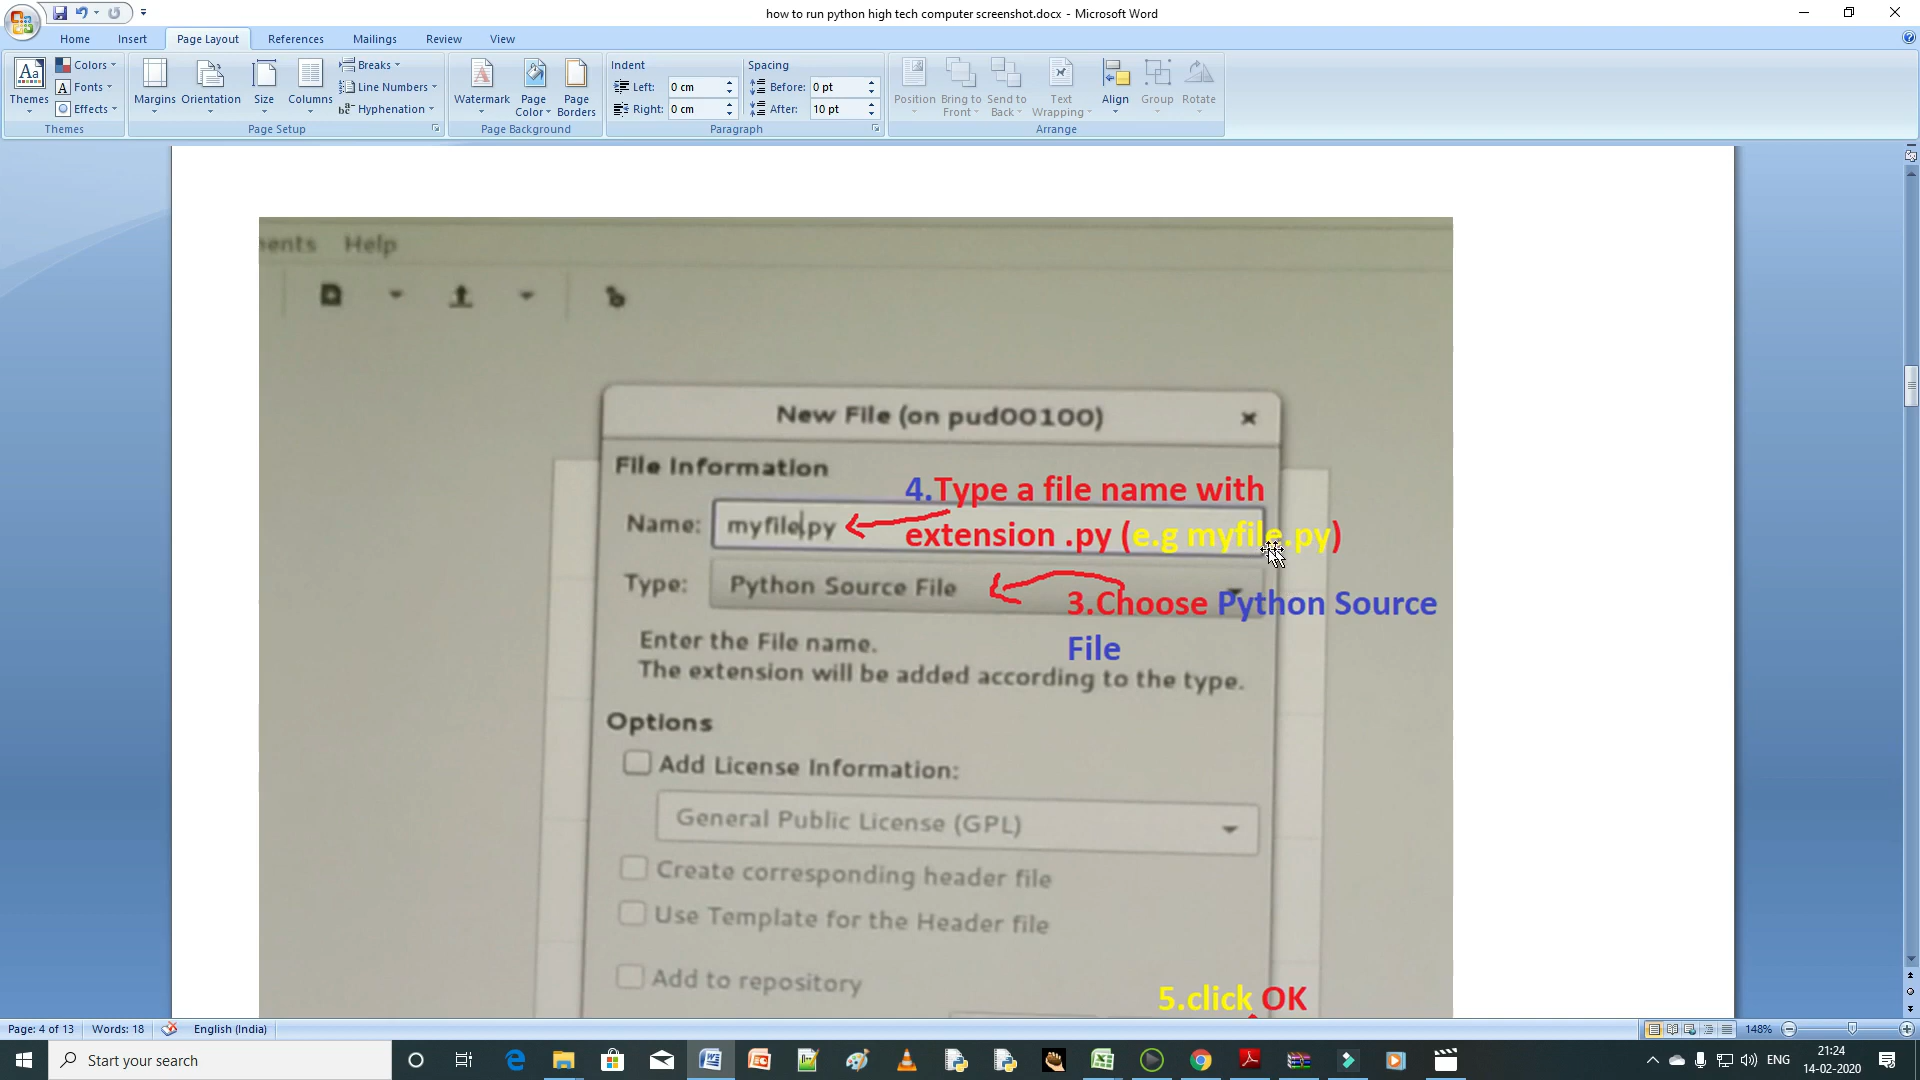 how to run python high tech computer screenshot.docx - Microsoft Word
Home Insert Page Layout References Mailings Review View
Themes
Colors
Fonts
Effects
Themes
Margins Orientation Size Columns
Breaks
Line Numbers
Hyphenation
Page Setup
Watermark Page Color Page Borders
Page Background
Indent
Left: 0 cm
Right: 0 cm
Spacing
Before: 0 pt
After: 10 pt
Paragraph
Position Bring to Front Send to Back Text Wrapping Align Group Rotate
Arrange
ents Help
New File (on pud00100)
File Information
4.Type a file name with
Name: myfile.py
extension .py (e.g myfile.py)
Type: Python Source File
3.Choose Python Source
File
Enter the File name.
The extension will be added according to the type.
Options
Add License Information:
General Public License (GPL)
Create corresponding header file
Use Template for the Header file
Add to repository
5.click OK
Page: 4 of 13 Words: 18 English (India) 148%
Start your search
ENG
21:24
14-02-2020